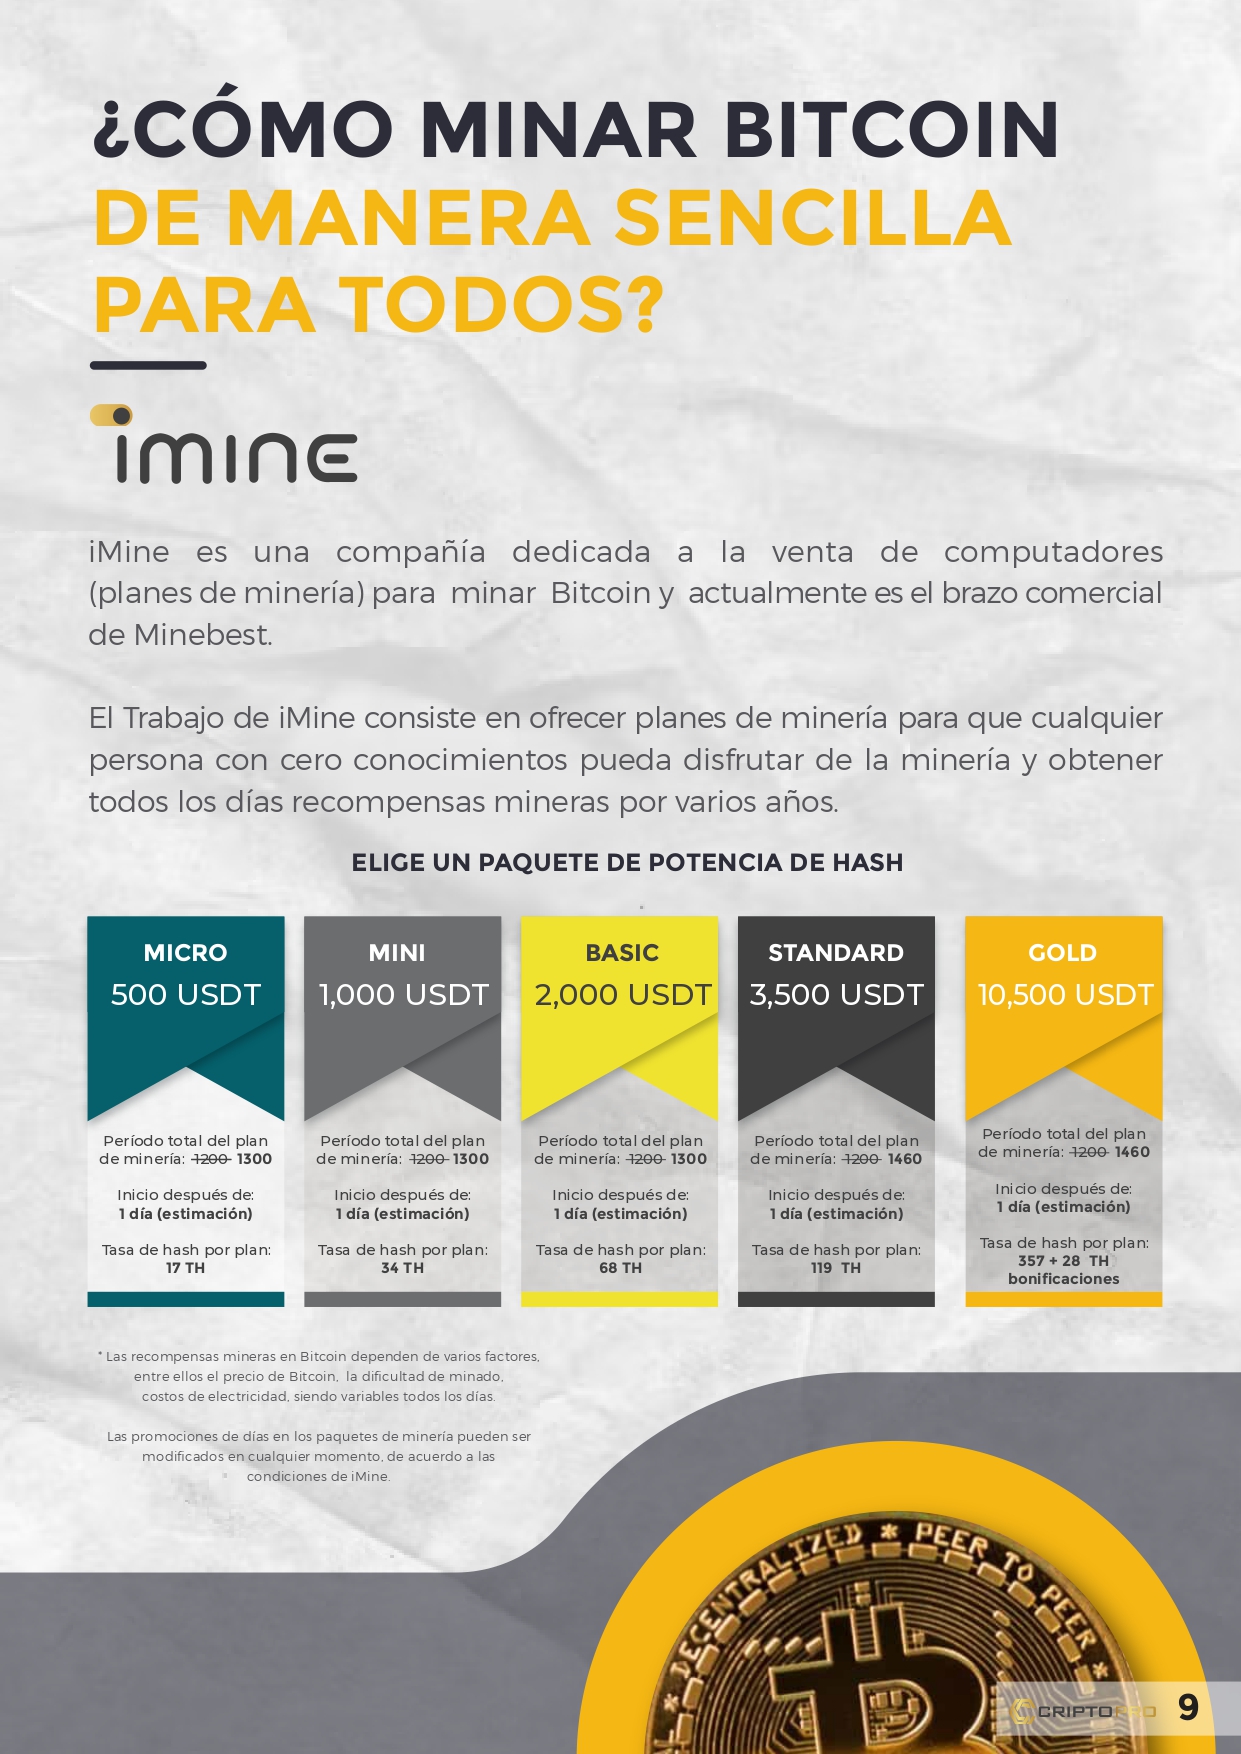 ¿CÓMO MINAR BITCOIN
DE MANERA SENCILLA
PARA TODOS?
imine
iMine es una compañía dedicada a la venta de computadores
(planes de minería) para minar Bitcoin y actualmente es el brazo comercial
de Minebest.
El Trabajo de iMine consiste en ofrecer planes de minería para que cualquier
persona con cero conocimientos pueda disfrutar de la minería y obtener
todos los días recompensas mineras por varios años.
ELIGE UN PAQUETE DE POTENCIA DE HASH
MICRO
500 USDT
Período total del plan
de minería: 1200 1300
Inicio después de:
1 día (estimación)
Tasa de hash por plan:
17 TH
MINI
1,000 USDT
Período total del plan
de minería: 1200 1300
Inicio después de:
1 día (estimación)
Tasa de hash por plan:
34 TH
BASIC
2,000 USDT
Período total del plan
de minería: 1200 1300
Inicio después de:
1 día (estimación)
Tasa de hash por plan:
68 TH
STANDARD
3,500 USDT
Período total del plan
de minería: 1200 1460
Inicio después de:
1 día (estimación)
Tasa de hash por plan:
119 TH
GOLD
10,500 USDT
Período total del plan
de minería: 1200 1460
Inicio después de:
1 día (estimación)
Tasa de hash por plan:
357 + 28 TH
bonificaciones
* Las recompensas mineras en Bitcoin dependen de varios factores,
entre ellos el precio de Bitcoin, la dificultad de minado,
costos de electricidad, siendo variables todos los días.
Las promociones de días en los paquetes de minería pueden ser
modificados en cualquier momento, de acuerdo a las
condiciones de iMine.
* DECENTRALIZED * PEER TO PEER *
CRIPTOPRO
9